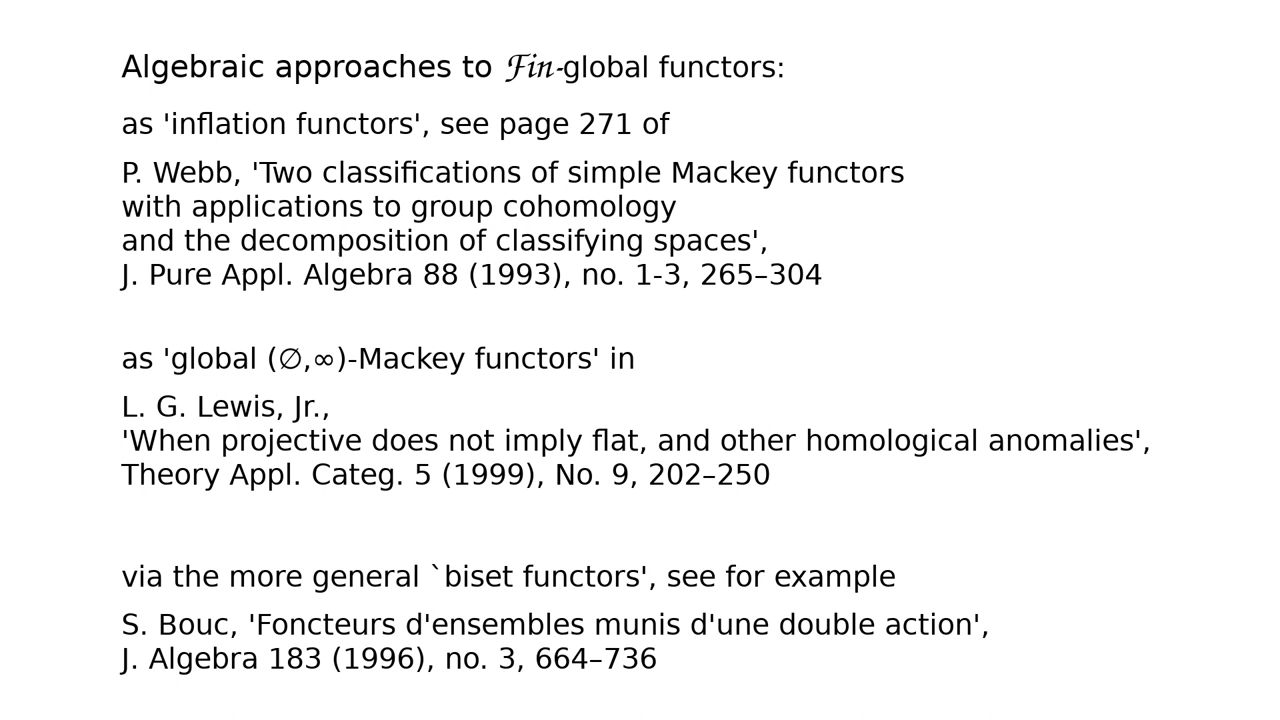 Algebraic approaches to ℱin-global functors:
as 'inflation functors', see page 271 of
P. Webb, 'Two classifications of simple Mackey functors
with applications to group cohomology
and the decomposition of classifying spaces',
J. Pure Appl. Algebra 88 (1993), no. 1-3, 265–304
as 'global (∅,∞)-Mackey functors' in
L. G. Lewis, Jr.,
'When projective does not imply flat, and other homological anomalies',
Theory Appl. Categ. 5 (1999), No. 9, 202–250
via the more general `biset functors', see for example
S. Bouc, 'Foncteurs d'ensembles munis d'une double action',
J. Algebra 183 (1996), no. 3, 664–736